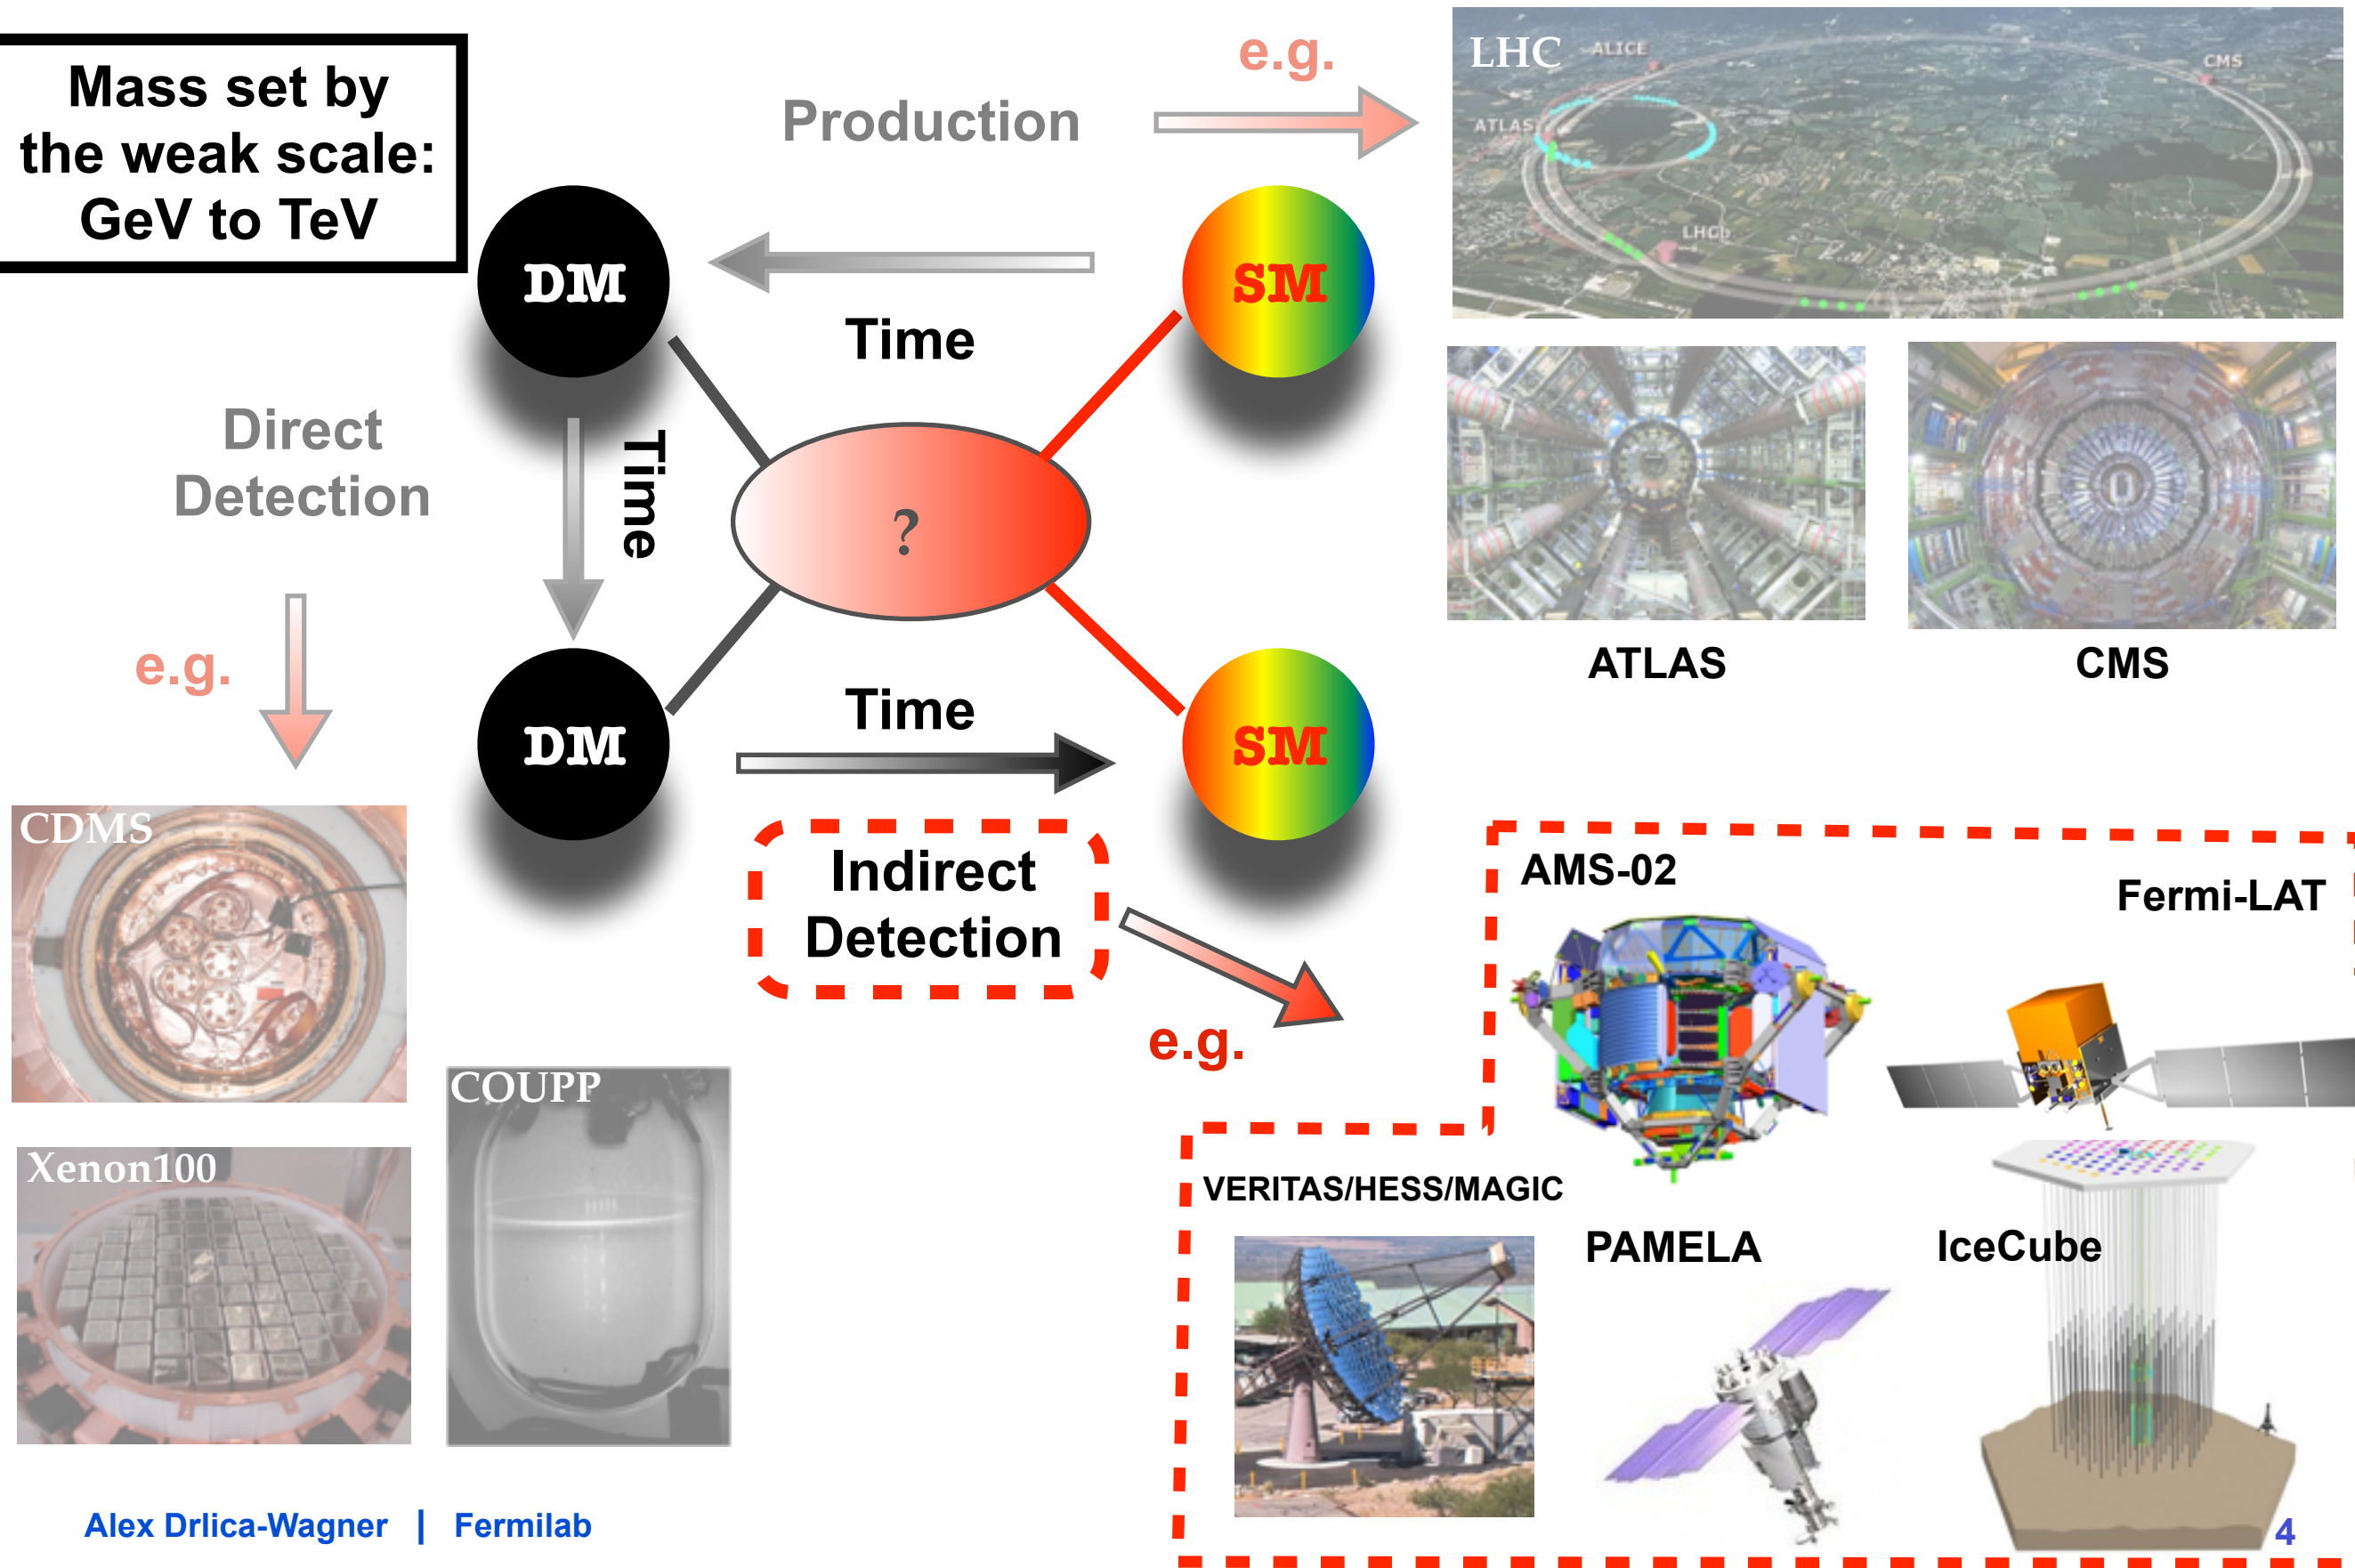 Mass set by
the weak scale:
GeV to TeV
Production
e.g.
LHC
ALICE
CMS
ATLAS
LHCb
DM
SM
Time
Direct
Detection
Time
?
e.g.
ATLAS
CMS
DM
Time
SM
Indirect
Detection
e.g.
CDMS
COUPP
Xenon100
AMS-02
Fermi-LAT
VERITAS/HESS/MAGIC
PAMELA
IceCube
Alex Drlica-Wagner | Fermilab
4